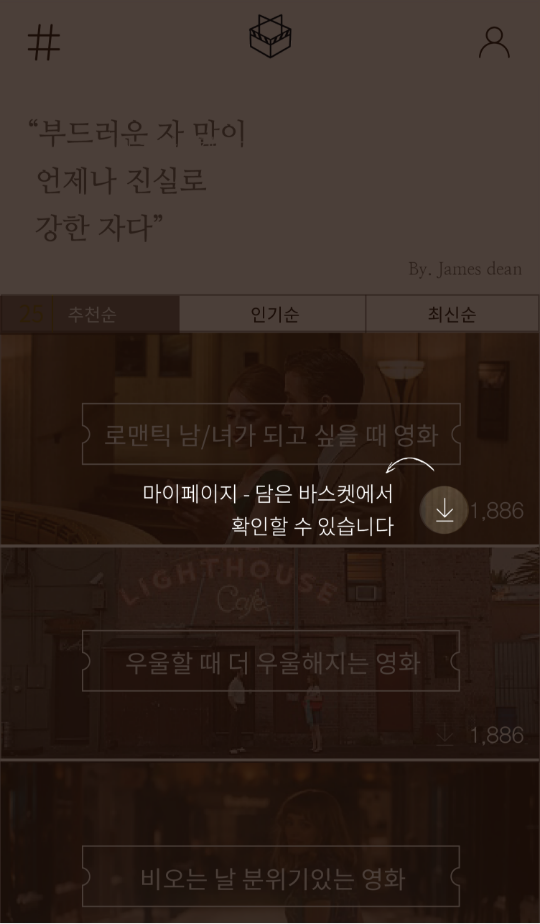 “부드러운 자 만이
언제나 진실로
강한 자다”
By. James dean
25 추천순
인기순
최신순
로맨틱 남/녀가 되고 싶을 때 영화
마이페이지 - 담은 바스켓에서
확인할 수 있습니다
1,886
LIGHTHOUSE
Café
우울할 때 더 우울해지는 영화
1,886
비오는 날 분위기있는 영화